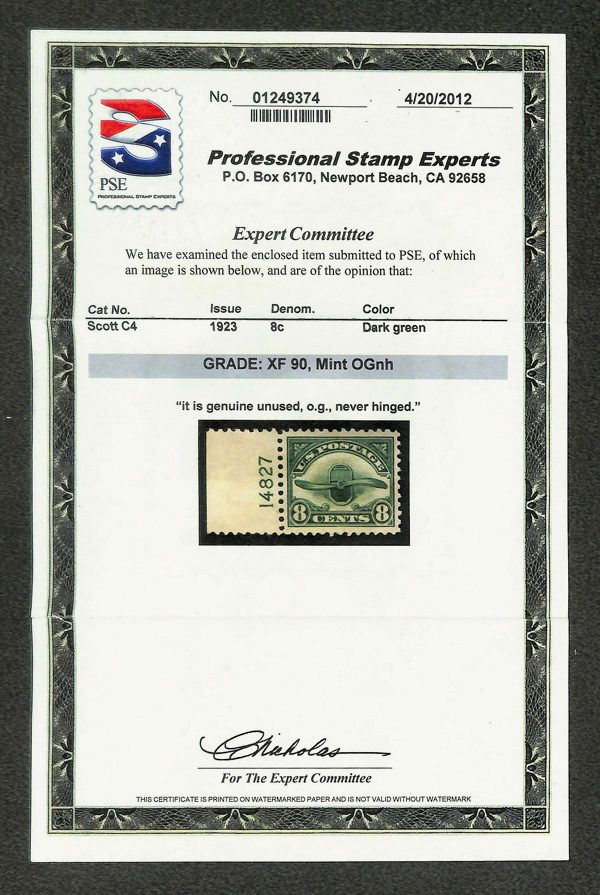 No. 01249374 4/20/2012
PSE
PROFESSIONAL STAMP EXPERTS
Professional Stamp Experts
P.O. Box 6170, Newport Beach, CA 92658
Expert Committee
We have examined the enclosed item submitted to PSE, of which
an image is shown below, and are of the opinion that:
Cat No. Issue Denom. Color
Scott C4 1923 8c Dark green
GRADE: XF 90, Mint OGnh
“it is genuine unused, o.g., never hinged.”
14827
U.S. POSTAGE
8 CENTS 8
Nicholas
For The Expert Committee
THIS CERTIFICATE IS PRINTED ON WATERMARKED PAPER AND IS NOT VALID WITHOUT WATERMARK